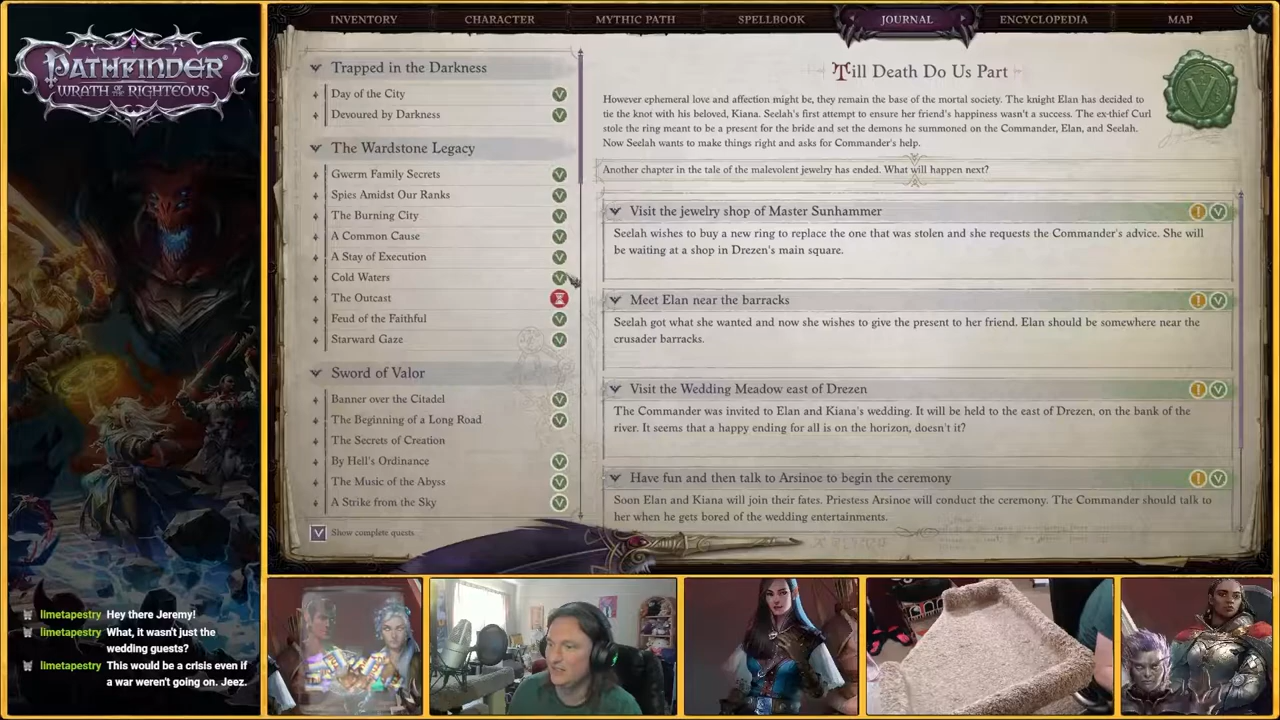 INVENTORY
CHARACTER
MYTHIC PATH
SPELLBOOK
JOURNAL
ENCYCLOPEDIA
MAP
PATHFINDER
WRATH OF THE RIGHTEOUS
Trapped in the Darkness
Day of the City
Devoured by Darkness
The Wardstone Legacy
Gwerm Family Secrets
Spies Amidst Our Ranks
The Burning City
A Common Cause
A Stay of Execution
Cold Waters
The Outcast
Feud of the Faithful
Starward Gaze
Sword of Valor
Banner over the Citadel
The Beginning of a Long Road
The Secrets of Creation
By Hell's Ordinance
The Music of the Abyss
A Strike from the Sky
Show complete quests
Till Death Do Us Part
However ephemeral love and affection might be, they remain the base of the mortal society. The knight Elan has decided to
tie the knot with his beloved, Kiana. Seelah's first attempt to ensure her friend's happiness wasn't a success. The ex-thief Curl
stole the ring meant to be a present for the bride and set the demons he summoned on the Commander, Elan, and Seelah.
Now Seelah wants to make things right and asks for Commander's help.
Another chapter in the tale of the malevolent jewelry has ended. What will happen next?
Visit the jewelry shop of Master Sunhammer
Seelah wishes to buy a new ring to replace the one that was stolen and she requests the Commander's advice. She will
be waiting at a shop in Drezen's main square.
Meet Elan near the barracks
Seelah got what she wanted and now she wishes to give the present to her friend. Elan should be somewhere near the
crusader barracks.
Visit the Wedding Meadow east of Drezen
The Commander was invited to Elan and Kiana's wedding. It will be held to the east of Drezen, on the bank of the
river. It seems that a happy ending for all is on the horizon, doesn't it?
Have fun and then talk to Arsinoe to begin the ceremony
Soon Elan and Kiana will join their fates. Priestess Arsinoe will conduct the ceremony. The Commander should talk to
her when he gets bored of the wedding entertainments.
limetapestry Hey there Jeremy!
limetapestry What, it wasn't just the
wedding guests?
limetapestry This would be a crisis even if
a war weren't going on. Jeez.